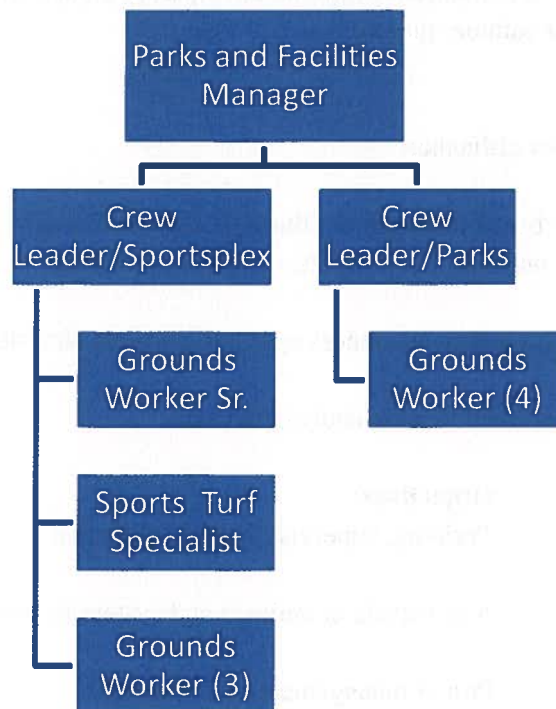 Parks and Facilities
Manager
Crew
Leader/Sportsplex
Crew
Leader/Parks
Grounds
Worker Sr.
Grounds
Worker (4)
Sports Turf
Specialist
Grounds
Worker (3)